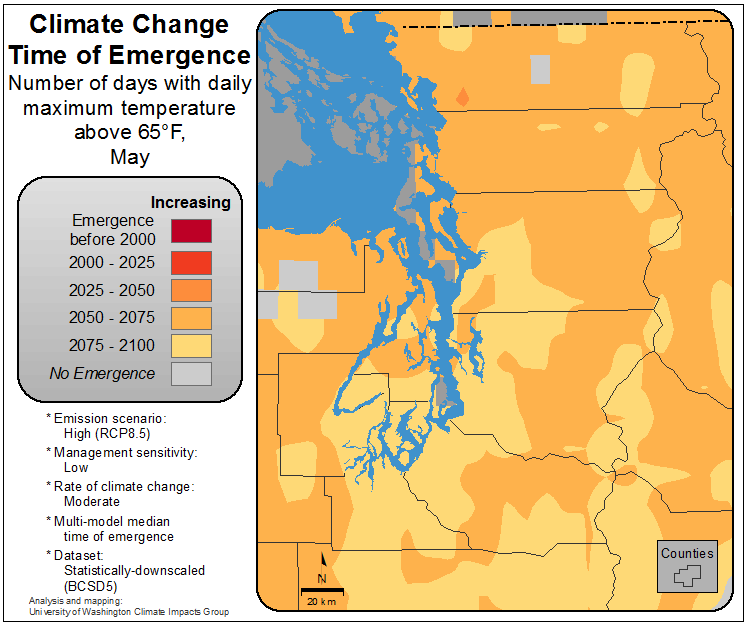 Climate Change
Time of Emergence
Number of days with daily
maximum temperature
above 65°F,
May
Increasing
Emergence
before 2000
2000 - 2025
2025 - 2050
2050 - 2075
2075 - 2100
No Emergence
* Emission scenario:
High (RCP8.5)
* Management sensitivity:
Low
* Rate of climate change:
Moderate
* Multi-model median
time of emergence
* Dataset:
Statistically-downscaled
(BCSD5)
Analysis and mapping:
University of Washington Climate Impacts Group
N
20 km
Counties